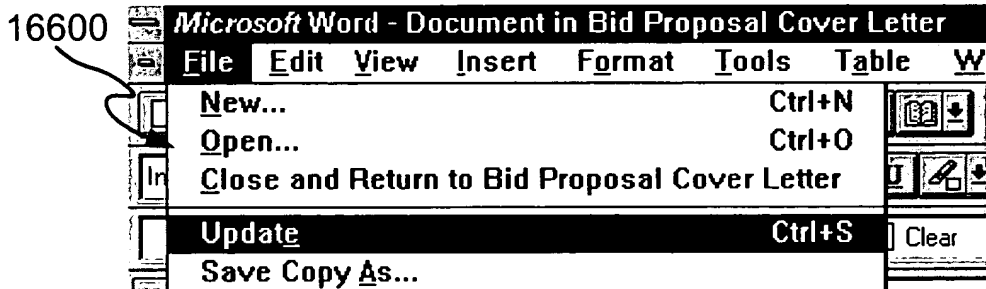 16600
Microsoft Word - Document in Bid Proposal Cover Letter
File Edit View Insert Format Tools Table W
New... Ctrl+N
Open... Ctrl+O
In
Close and Return to Bid Proposal Cover Letter U
Update Ctrl+S Clear
Save Copy As...